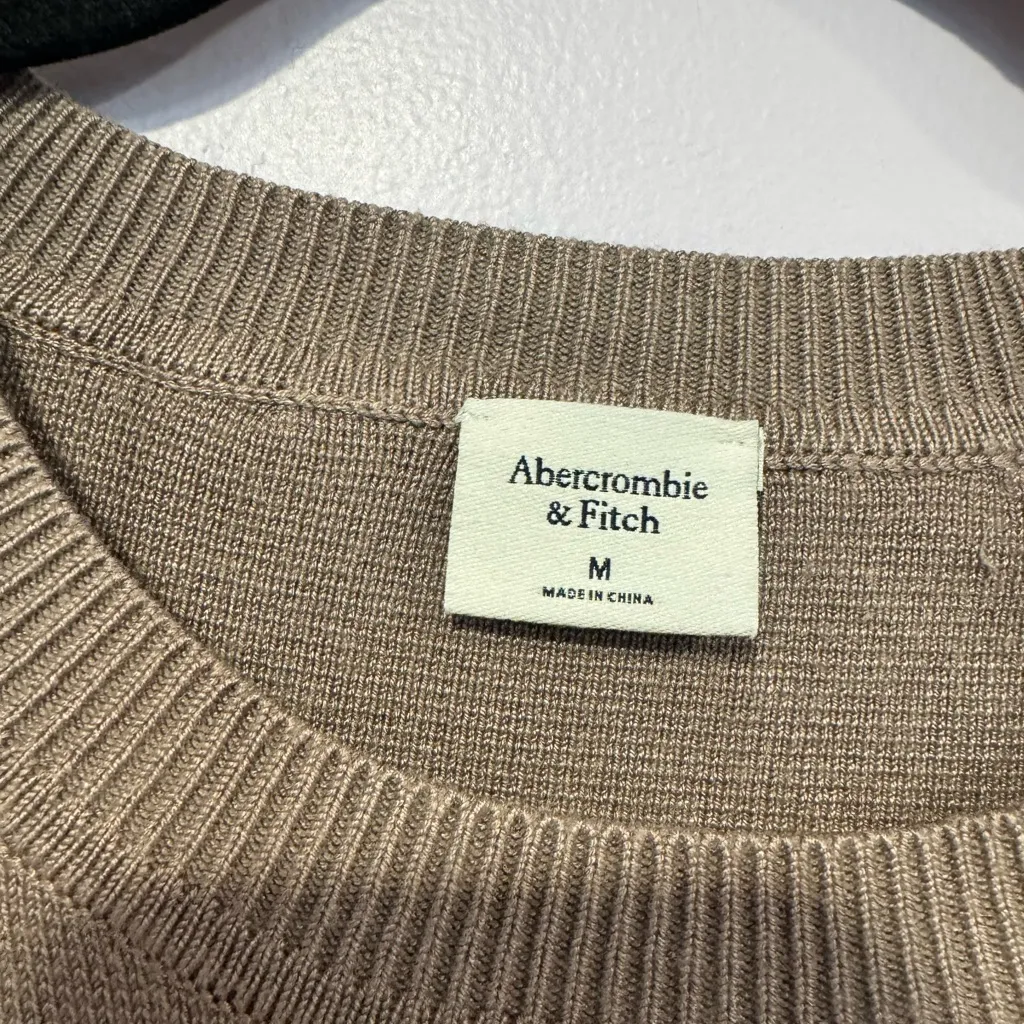 Abercrombie
& Fitch
M
MADE IN CHINA